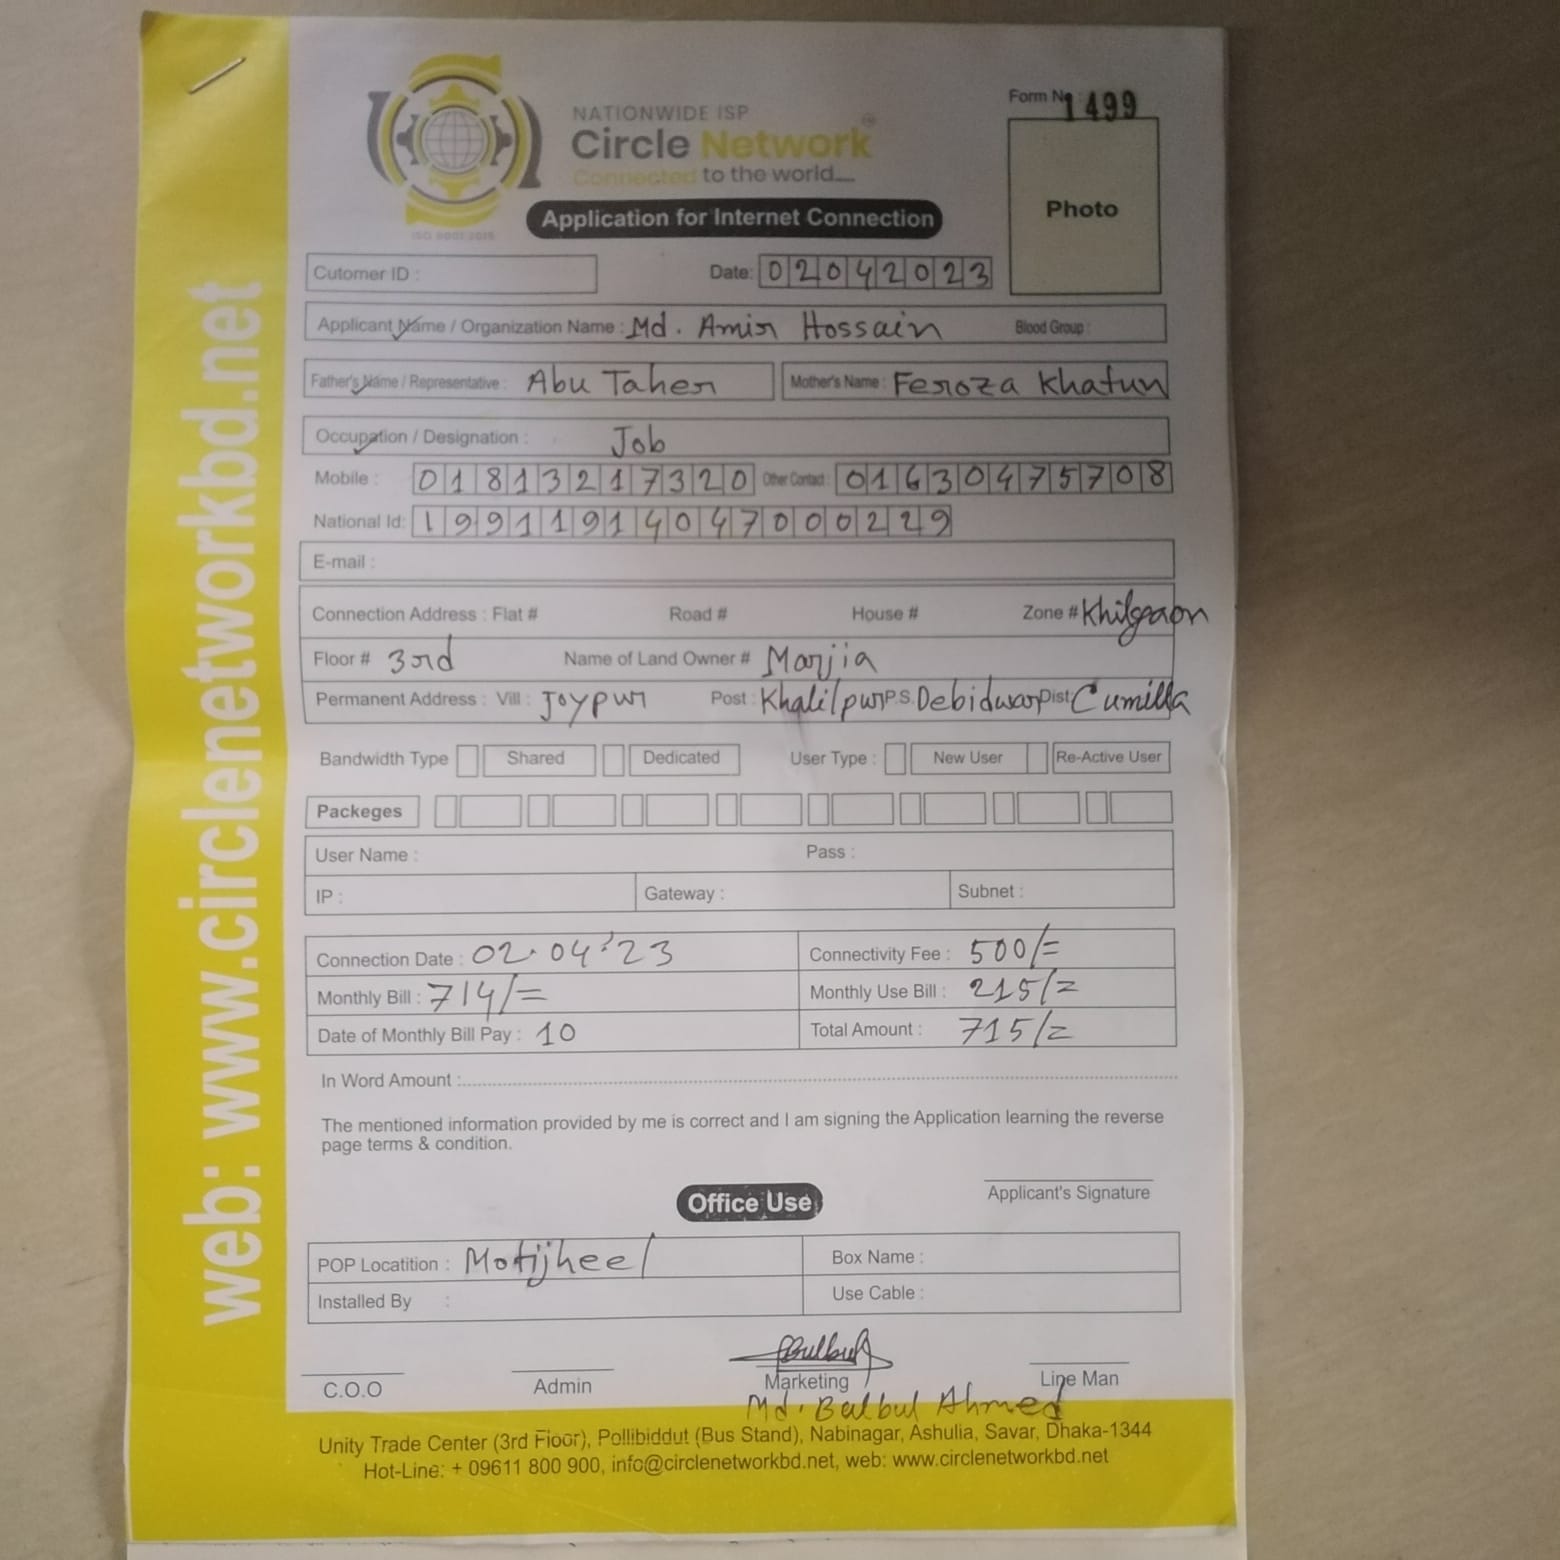 web: www.circlenetworkbd.net
NATIONWIDE ISP
Circle Network
Connected to the world....
ISO 9001:2015
Form No 1499
Photo
Application for Internet Connection
Cutomer ID : Date: 02042023
Applicant Name / Organization Name : Md. Amir Hossain Blood Group :
Father's Name / Representative : Abu Taher Mother's Name : Feroza Khatun
Occupation / Designation : Job
Mobile : 01813217320 Other Contact : 01630475708
National Id: 19911914047000229
E-mail :
Connection Address : Flat # Road # House # Zone # Khilgaon
Floor # 3rd Name of Land Owner # Marjia
Permanent Address : Vill : Joypur Post : Khalilpur P.S. Debidwar Dist: Cumilla
Bandwidth Type Shared Dedicated User Type : New User Re-Active User
Packeges
User Name : Pass :
IP : Gateway : Subnet :
Connection Date : 02.04.'23 Connectivity Fee : 500/=
Monthly Bill : 714/= Monthly Use Bill : 215/=
Date of Monthly Bill Pay : 10 Total Amount : 715/=
In Word Amount :
The mentioned information provided by me is correct and I am signing the Application learning the reverse
page terms & condition.
Applicant's Signature
Office Use
POP Locatition : Motijheel Box Name :
Installed By : Use Cable :
Bulbul
C.O.O Admin Marketing Line Man
Md. Bulbul Ahmed
Unity Trade Center (3rd Floor), Pollibiddut (Bus Stand), Nabinagar, Ashulia, Savar, Dhaka-1344
Hot-Line: + 09611 800 900, info@circlenetworkbd.net, web: www.circlenetworkbd.net